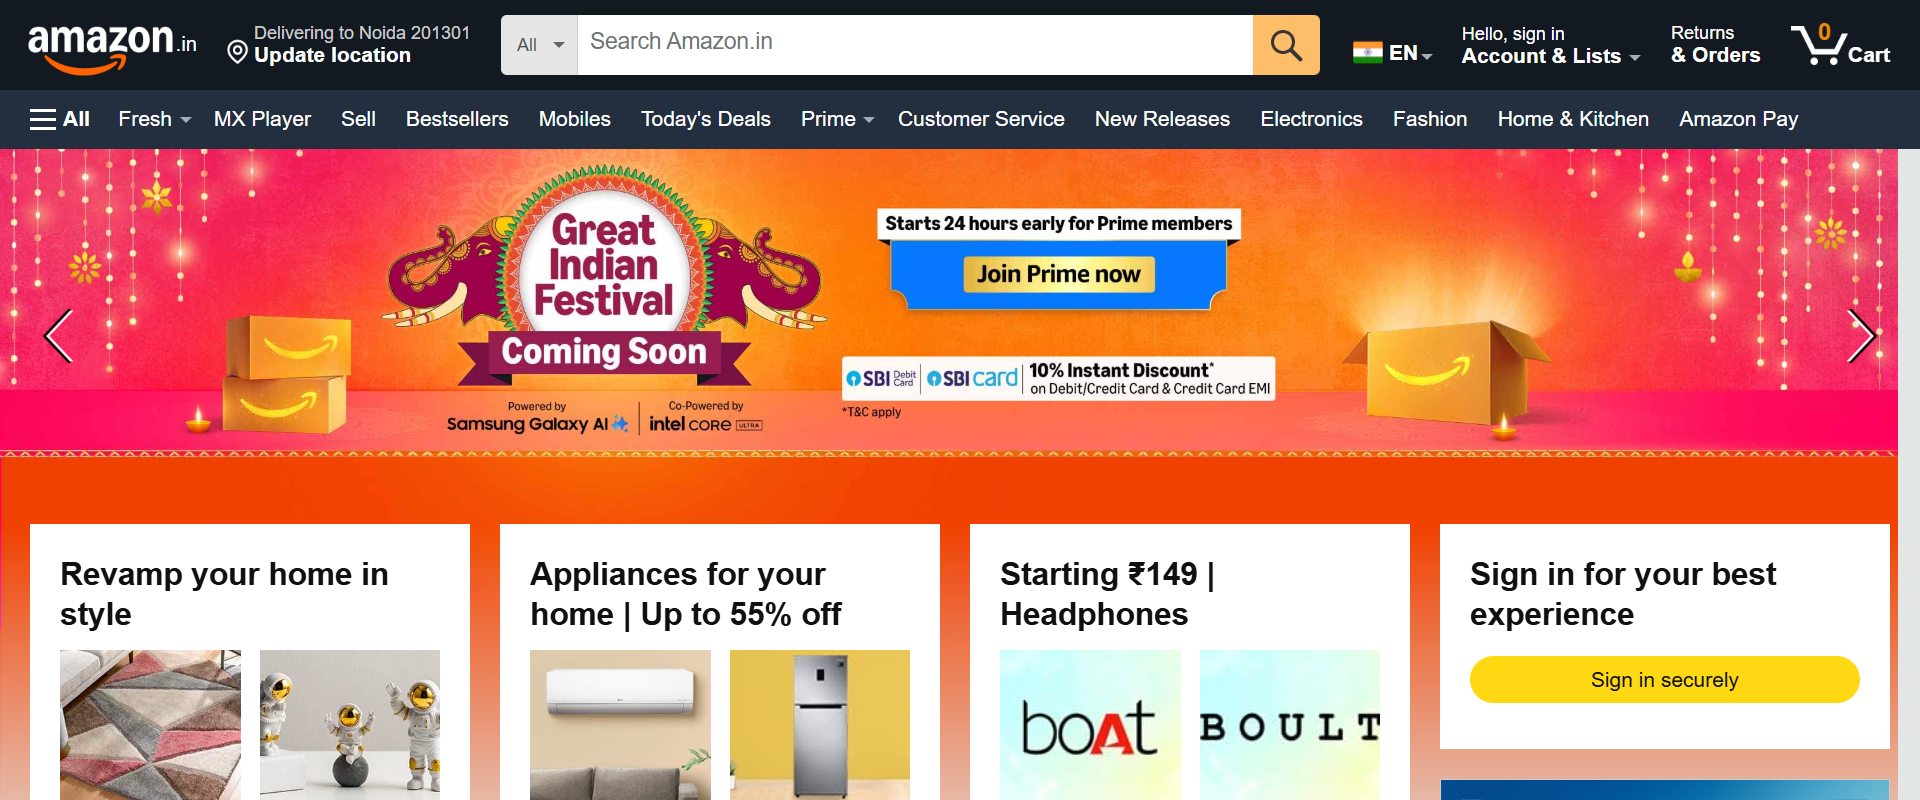 amazon.in
Delivering to Noida 201301
Update location
All
Search Amazon.in
EN
Hello, sign in
Account & Lists
Returns
& Orders
0
Cart
All
Fresh
MX Player
Sell
Bestsellers
Mobiles
Today's Deals
Prime
Customer Service
New Releases
Electronics
Fashion
Home & Kitchen
Amazon Pay
Great
Indian
Festival
Coming Soon
Powered by
Samsung Galaxy AI
Co-Powered by
intel CORE ULTRA
Starts 24 hours early for Prime members
Join Prime now
SBI Debit Card
SBI card
10% Instant Discount*
on Debit/Credit Card & Credit Card EMI
*T&C apply
Revamp your home in
style
Appliances for your
home | Up to 55% off
Starting ₹149 |
Headphones
boAt
BOULT
Sign in for your best
experience
Sign in securely